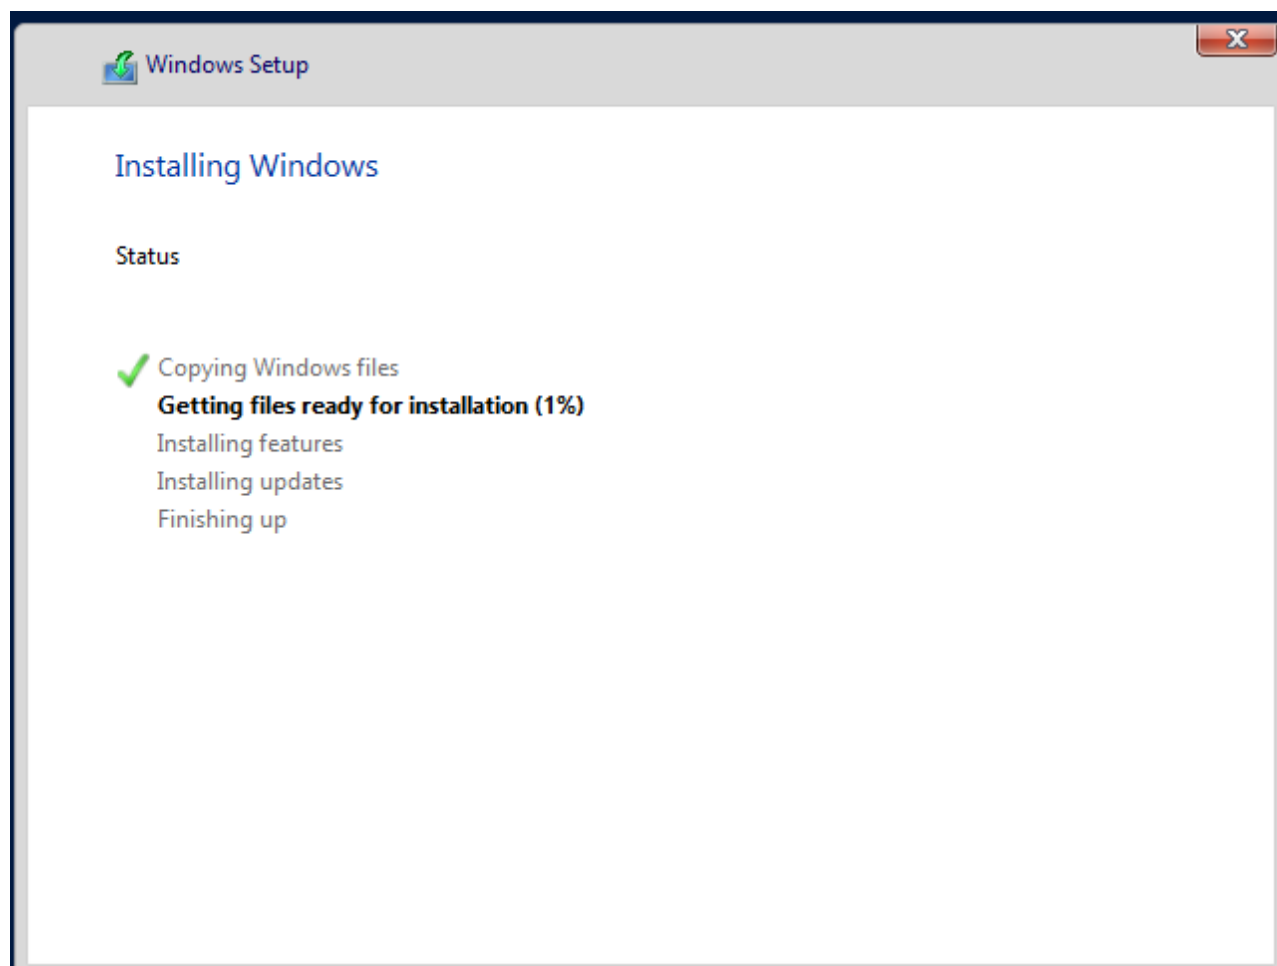 Windows Setup
Installing Windows
Status
Copying Windows files
Getting files ready for installation (1%)
Installing features
Installing updates
Finishing up